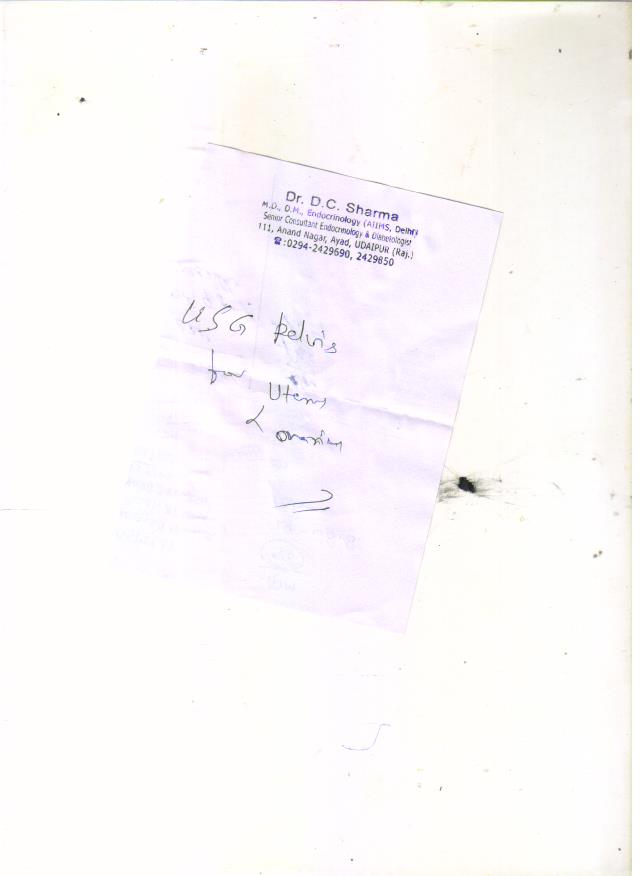 Dr. D.C. Sharma
M.D., D.M., Endocrinology (AIIMS, Delhi)
Senior Consultant Endocrinology & Diabetologist
111, Anand Nagar, Ayad, UDAIPUR (Raj.)
☎:0294-2429690, 2429850
USG pelvis
for Uterus
& ovaries